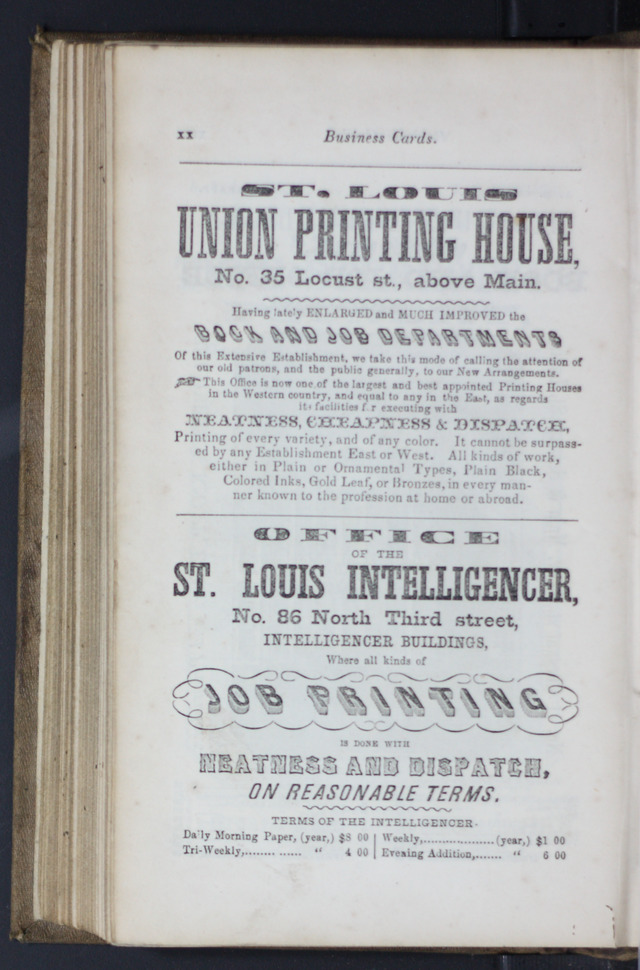 xx Business Cards.
ST. LOUIS
UNION PRINTING HOUSE,
No. 35 Locust st., above Main.
Having lately ENLARGED and MUCH IMPROVED the
BOOK AND JOB DEPARTMENTS
Of this Extensive Establishment, we take this mode of calling the attention of
our old patrons, and the public generally, to our New Arrangements.
☞ This Office is now one of the largest and best appointed Printing Houses
in the Western country, and equal to any in the East, as regards
its facilities for executing with
NEATNESS, CHEAPNESS & DISPATCH,
Printing of every variety, and of any color. It cannot be surpass-
ed by any Establishment East or West. All kinds of work,
either in Plain or Ornamental Types, Plain Black,
Colored Inks, Gold Leaf, or Bronzes, in every man-
ner known to the profession at home or abroad.
OFFICE
OF THE
ST. LOUIS INTELLIGENCER,
No. 86 North Third street,
INTELLIGENCER BUILDINGS,
Where all kinds of
JOB PRINTING
IS DONE WITH
NEATNESS AND DISPATCH,
ON REASONABLE TERMS.
TERMS OF THE INTELLIGENCER.
Daily Morning Paper, (year,) $8 00 | Weekly,....................(year,) $1 00
Tri-Weekly,............... " 4 00 | Evening Addition,....... " 6 00